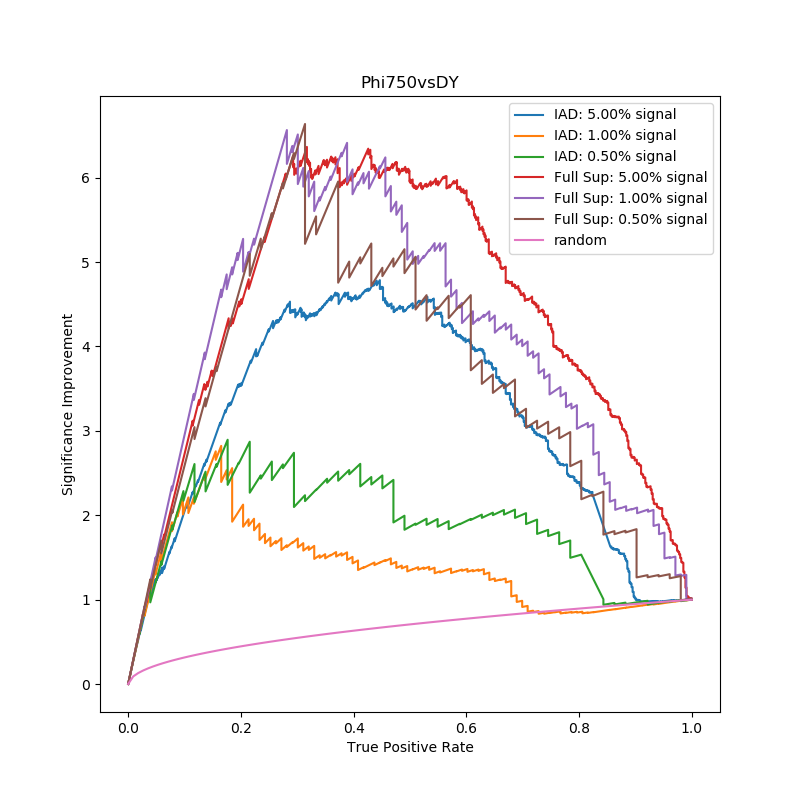 Phi750vsDY
IAD: 5.00% signal
IAD: 1.00% signal
IAD: 0.50% signal
Full Sup: 5.00% signal
Full Sup: 1.00% signal
Full Sup: 0.50% signal
random
Significance Improvement
6
5
4
3
2
1
0
0.0 0.2 0.4 0.6 0.8 1.0
True Positive Rate